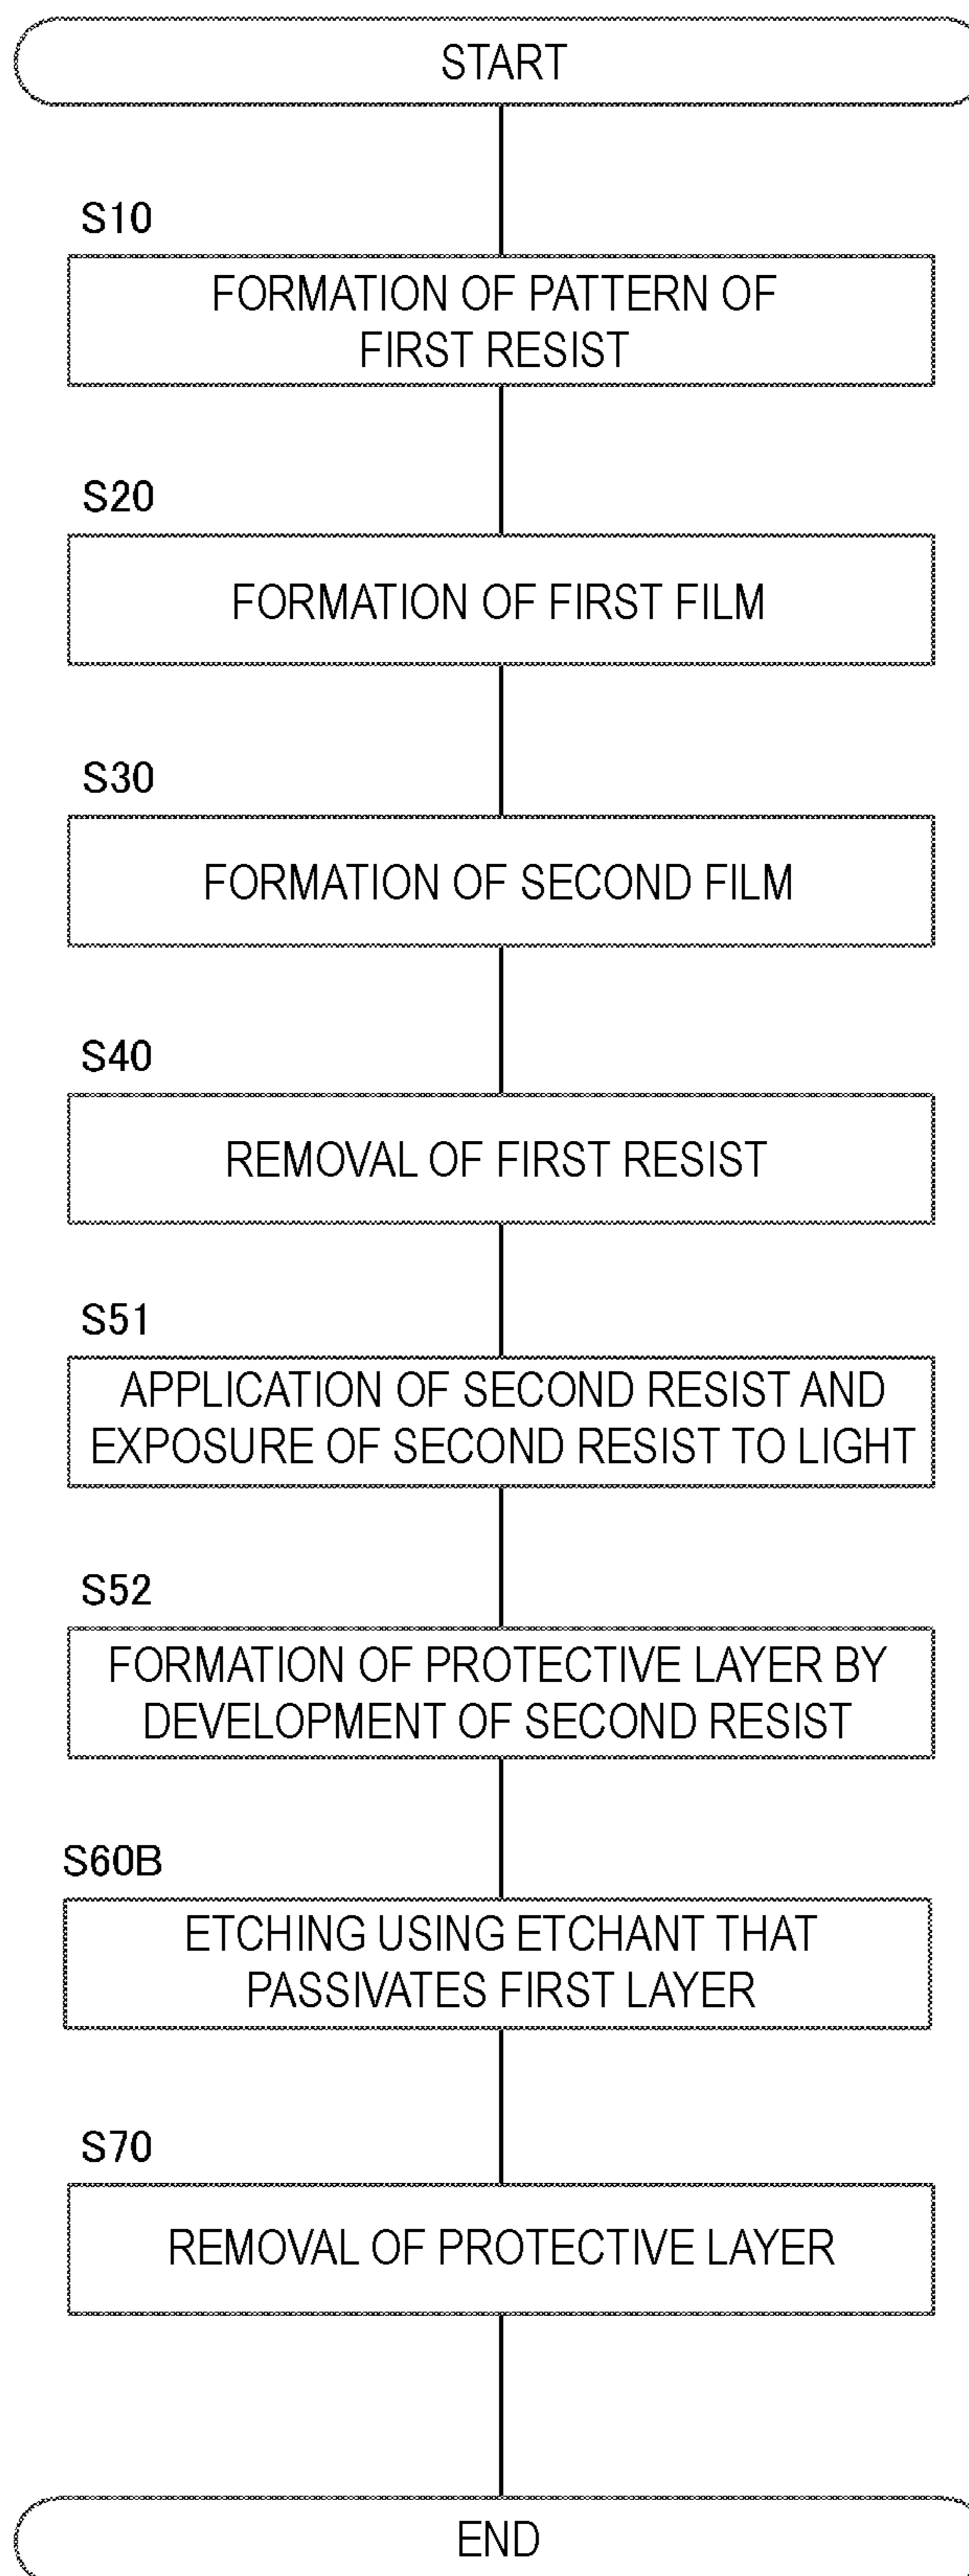 START
S10
FORMATION OF PATTERN OF
FIRST RESIST
S20
FORMATION OF FIRST FILM
S30
FORMATION OF SECOND FILM
S40
REMOVAL OF FIRST RESIST
S51
APPLICATION OF SECOND RESIST AND
EXPOSURE OF SECOND RESIST TO LIGHT
S52
FORMATION OF PROTECTIVE LAYER BY
DEVELOPMENT OF SECOND RESIST
S60B
ETCHING USING ETCHANT THAT
PASSIVATES FIRST LAYER
S70
REMOVAL OF PROTECTIVE LAYER
END